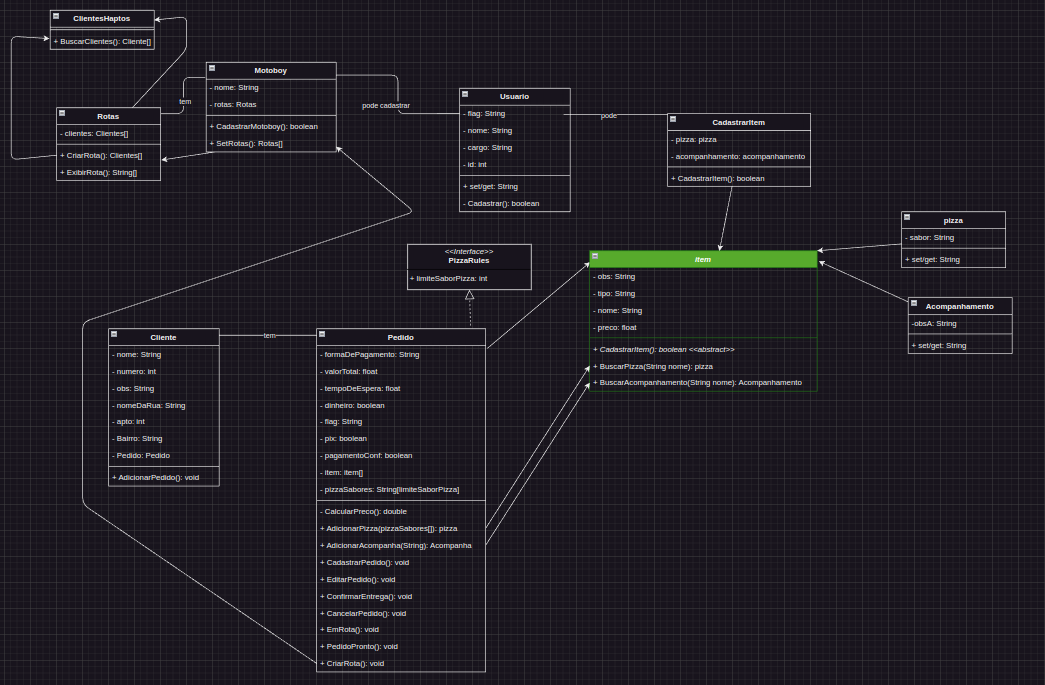 ClientesHaptos
+ BuscarClientes(): Cliente[]
Motoboy
- nome: String
- rotas: Rotas
+ CadastrarMotoboy(): boolean
+ SetRotas(): Rotas[]
tem
Rotas
- clientes: Clientes[]
+ CriarRota(): Clientes[]
+ ExibirRota(): String[]
pode cadastrar
Usuario
- flag: String
- nome: String
- cargo: String
- id: int
+ set/get: String
- Cadastrar(): boolean
pode
CadastrarItem
- pizza: pizza
- acompanhamento: acompanhamento
+ CadastrarItem(): boolean
pizza
- sabor: String
+ set/get: String
<<Interface>>
PizzaRules
+ limiteSaborPizza: int
Item
- obs: String
- tipo: String
- nome: String
- preco: float
+ CadastrarItem(): boolean <<abstract>>
+ BuscarPizza(String nome): pizza
+ BuscarAcompanhamento(String nome): Acompanhamento
Acompanhamento
-obsA: String
+ set/get: String
Cliente
- nome: String
- numero: int
- obs: String
- nomeDaRua: String
- apto: int
- Bairro: String
- Pedido: Pedido
+ AdicionarPedido(): void
tem
Pedido
- formaDePagamento: String
- valorTotal: float
- tempoDeEspera: float
- dinheiro: boolean
- flag: String
- pix: boolean
- pagamentoConf: boolean
- item: item[]
- pizzaSabores: String[limiteSaborPizza]
- CalcularPreco(): double
+ AdicionarPizza(pizzaSabores[]): pizza
+ AdicionarAcompanha(String): Acompanha
+ CadastrarPedido(): void
+ EditarPedido(): void
+ ConfirmarEntrega(): void
+ CancelarPedido(): void
+ EmRota(): void
+ PedidoPronto(): void
+ CriarRota(): void